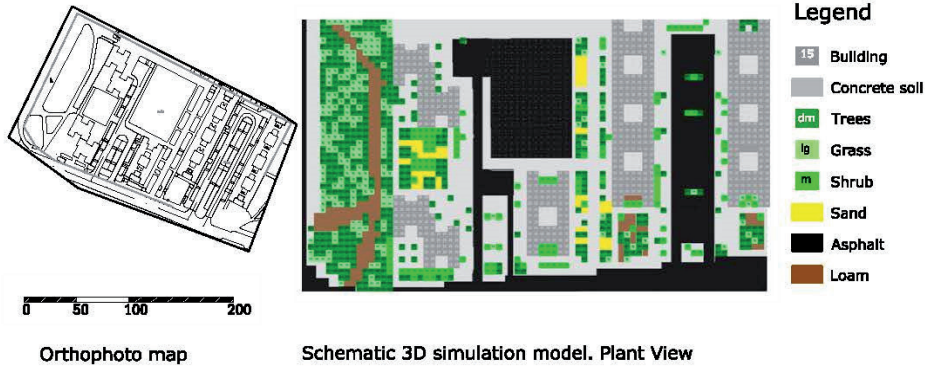 Legend
15 Building
Concrete soil
dm Trees
lg Grass
m Shrub
Sand
Asphalt
Loam
0 50 100 200
Orthophoto map
Schematic 3D simulation model. Plant View